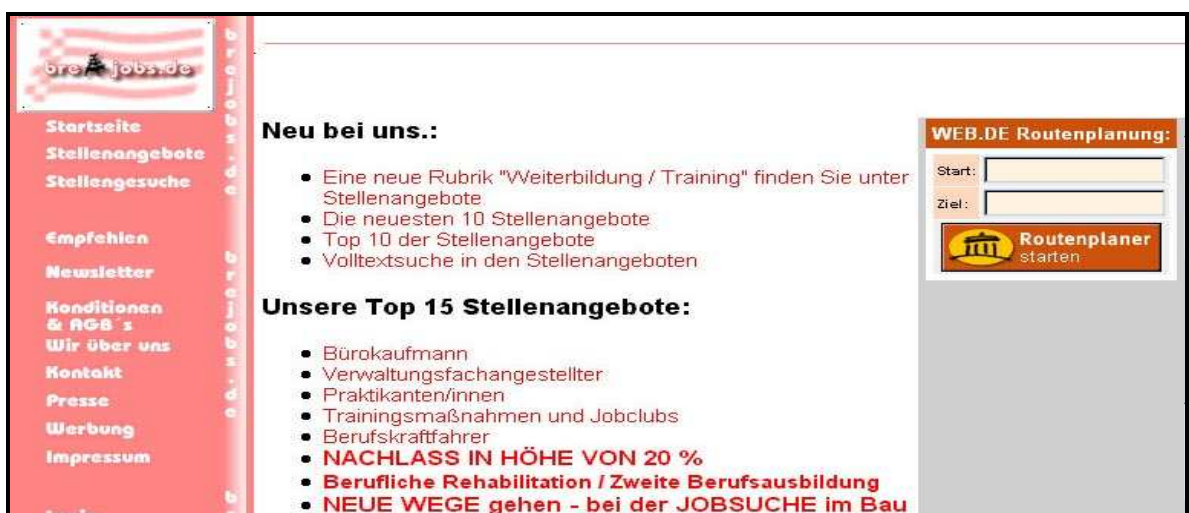 bre jobs.de
Startseite
Stellenangebote
Stellengesuche
Empfehlen
Newsletter
Konditionen
& AGB´s
Wir über uns
Kontakt
Presse
Werbung
Impressum
brejobs.de
brejobs.de
Neu bei uns.:
Eine neue Rubrik "Weiterbildung / Training" finden Sie unter
Stellenangebote
Die neuesten 10 Stellenangebote
Top 10 der Stellenangebote
Volltextsuche in den Stellenangeboten
Unsere Top 15 Stellenangebote:
Bürokaufmann
Verwaltungsfachangestellter
Praktikanten/innen
Trainingsmaßnahmen und Jobclubs
Berufskraftfahrer
NACHLASS IN HÖHE VON 20 %
Berufliche Rehabilitation / Zweite Berufsausbildung
NEUE WEGE gehen - bei der JOBSUCHE im Bau
WEB.DE Routenplanung:
Start:
Ziel:
Routenplaner
starten